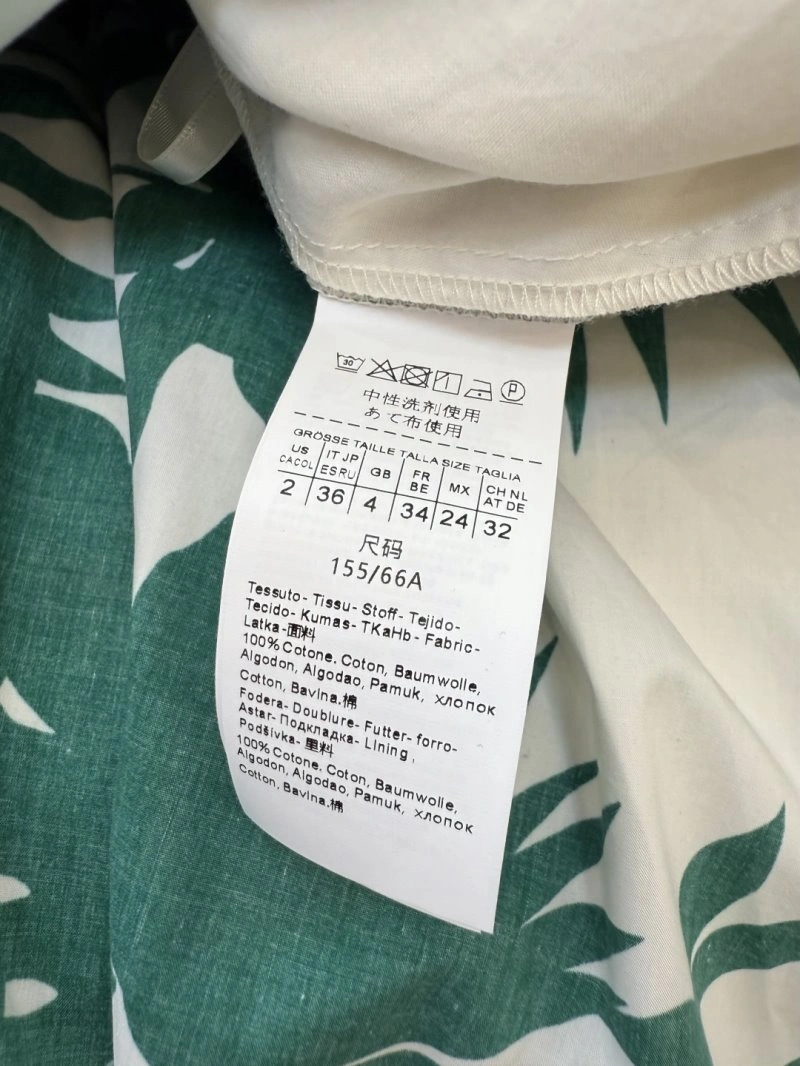 30
P
中性洗剂使用
あて布使用
GRÖSSE TAILLE TALLA SIZE TAGLIA
US CACOL | IT JP ES RU | GB | FR BE | MX | CH NL AT DE
2 | 36 | 4 | 34 | 24 | 32
尺码
155/66A
Tessuto- Tissu- Stoff- Tejido-
Tecido- Kumas- TKaHb- Fabric-
Latka-面料
100% Cotone. Coton, Baumwolle,
Algodon, Algodao, Pamuk, хлопок
Cotton, Bavlna.棉
Fodera- Doublure- Futter- forro-
Astar- Подкладка- Lining,
Podšívka- 里料
100% Cotone. Coton, Baumwolle,
Algodon, Algodao, Pamuk, хлопок
Cotton, Bavlna.棉